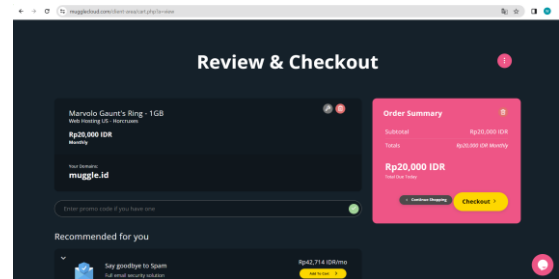 mugglecloud.com/client-area/cart.php?a=view
Review & Checkout
Marvolo Gaunt's Ring - 1GB
Web Hosting US - Horcruxes
Rp20,000 IDR
Monthly
Your Domains:
muggle.id
Enter promo code if you have one
Order Summary
Subtotal Rp20,000 IDR
Totals Rp20,000 IDR Monthly
Rp20,000 IDR
Total Due Today
Continue Shopping
Checkout >
Recommended for you
Say goodbye to Spam
Full email security solution
Rp42,714 IDR/mo
Add To Cart